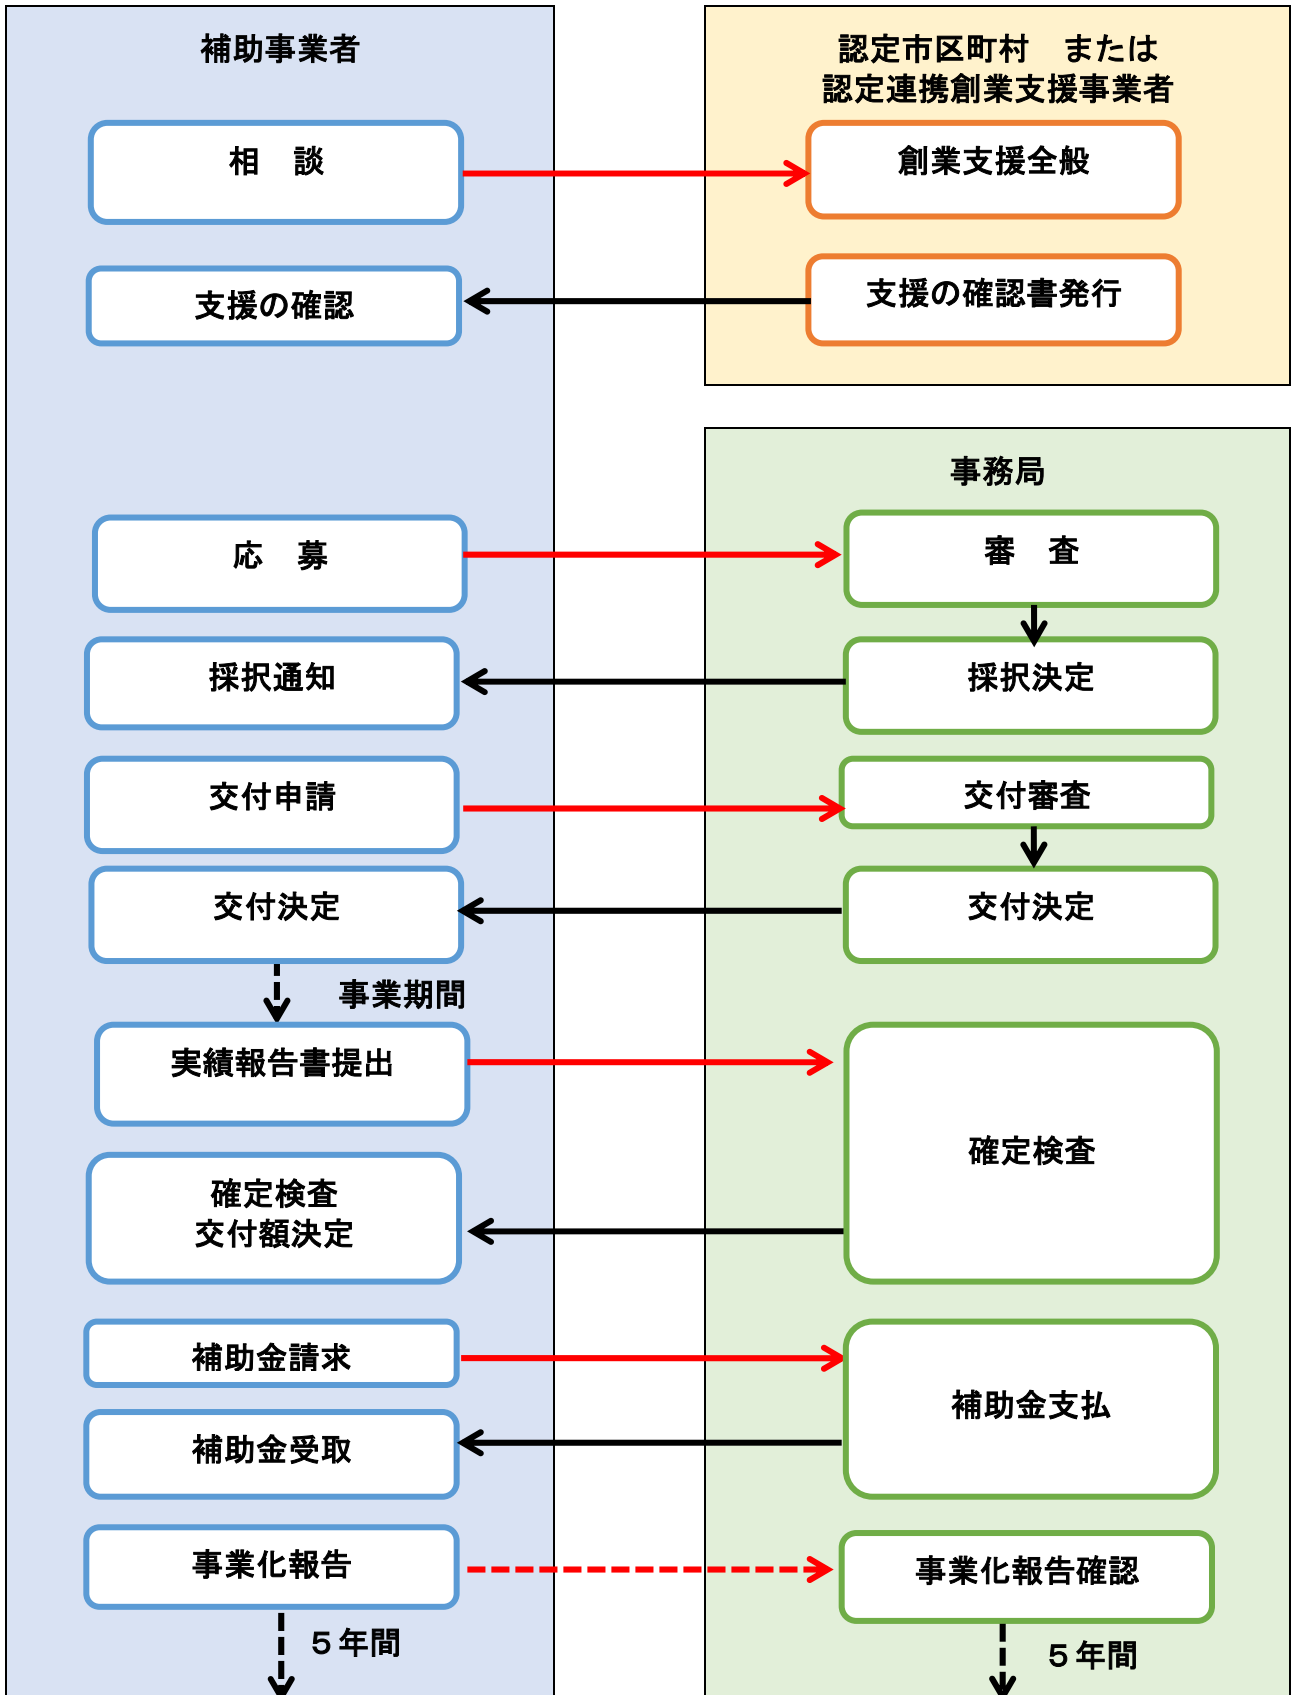 補助事業者
認定市区町村　または
認定連携創業支援事業者
相　談
創業支援全般
支援の確認
支援の確認書発行
事務局
応　募
審　査
採択通知
採択決定
交付申請
交付審査
交付決定
交付決定
事業期間
実績報告書提出
確定検査
確定検査
交付額決定
補助金請求
補助金支払
補助金受取
事業化報告
事業化報告確認
５年間
５年間